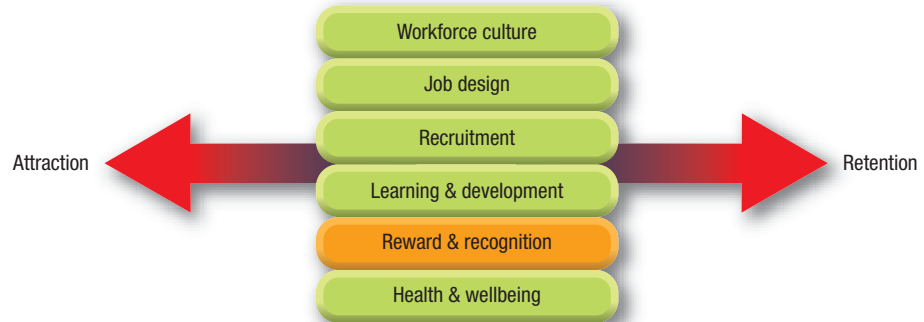 Workforce culture
Job design
Recruitment
Attraction
Retention
Learning & development
Reward & recognition
Health & wellbeing